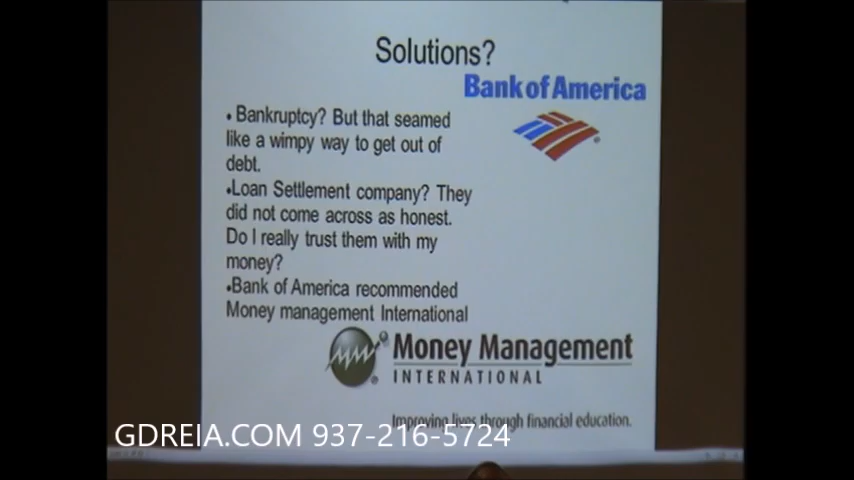 Solutions?
Bank of America
• Bankruptcy? But that seamed
like a wimpy way to get out of
debt.
•Loan Settlement company? They
did not come across as honest.
Do I really trust them with my
money?
•Bank of America recommended
Money management International
Money Management
INTERNATIONAL
Improving lives through financial education.
GDREIA.COM 937-216-5724